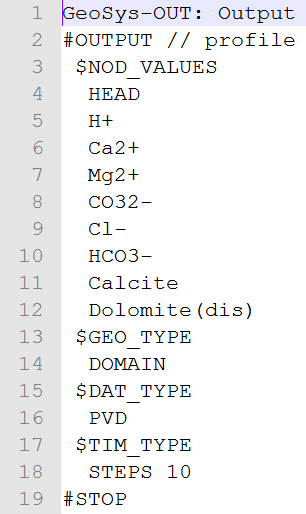 1 GeoSys-OUT: Output
2 #OUTPUT // profile
3 $NOD_VALUES
4 HEAD
5 H+
6 Ca2+
7 Mg2+
8 CO32-
9 Cl-
10 HCO3-
11 Calcite
12 Dolomite(dis)
13 $GEO_TYPE
14 DOMAIN
15 $DAT_TYPE
16 PVD
17 $TIM_TYPE
18 STEPS 10
19 #STOP